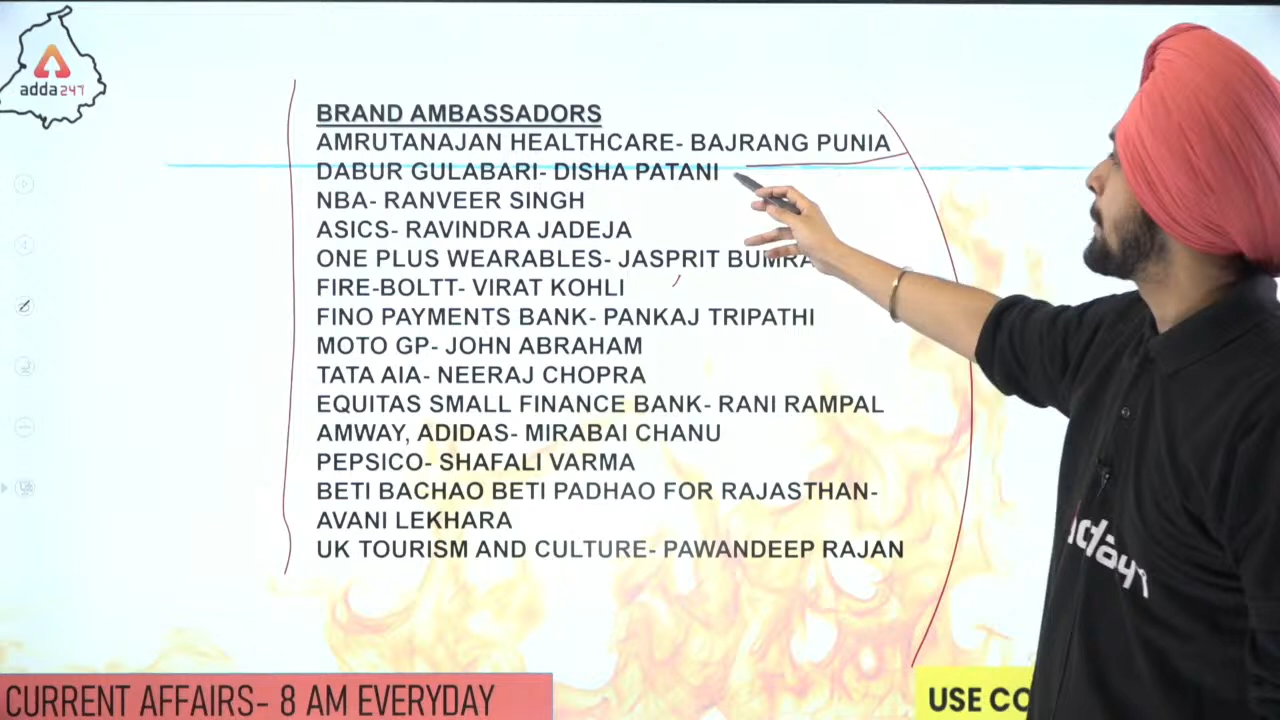 adda247
BRAND AMBASSADORS
AMRUTANAJAN HEALTHCARE- BAJRANG PUNIA
DABUR GULABARI- DISHA PATANI
NBA- RANVEER SINGH
ASICS- RAVINDRA JADEJA
ONE PLUS WEARABLES- JASPRIT BUMRA
FIRE-BOLTT- VIRAT KOHLI
FINO PAYMENTS BANK- PANKAJ TRIPATHI
MOTO GP- JOHN ABRAHAM
TATA AIA- NEERAJ CHOPRA
EQUITAS SMALL FINANCE BANK- RANI RAMPAL
AMWAY, ADIDAS- MIRABAI CHANU
PEPSICO- SHAFALI VARMA
BETI BACHAO BETI PADHAO FOR RAJASTHAN-
AVANI LEKHARA
UK TOURISM AND CULTURE- PAWANDEEP RAJAN
adda247
CURRENT AFFAIRS- 8 AM EVERYDAY
USE CO